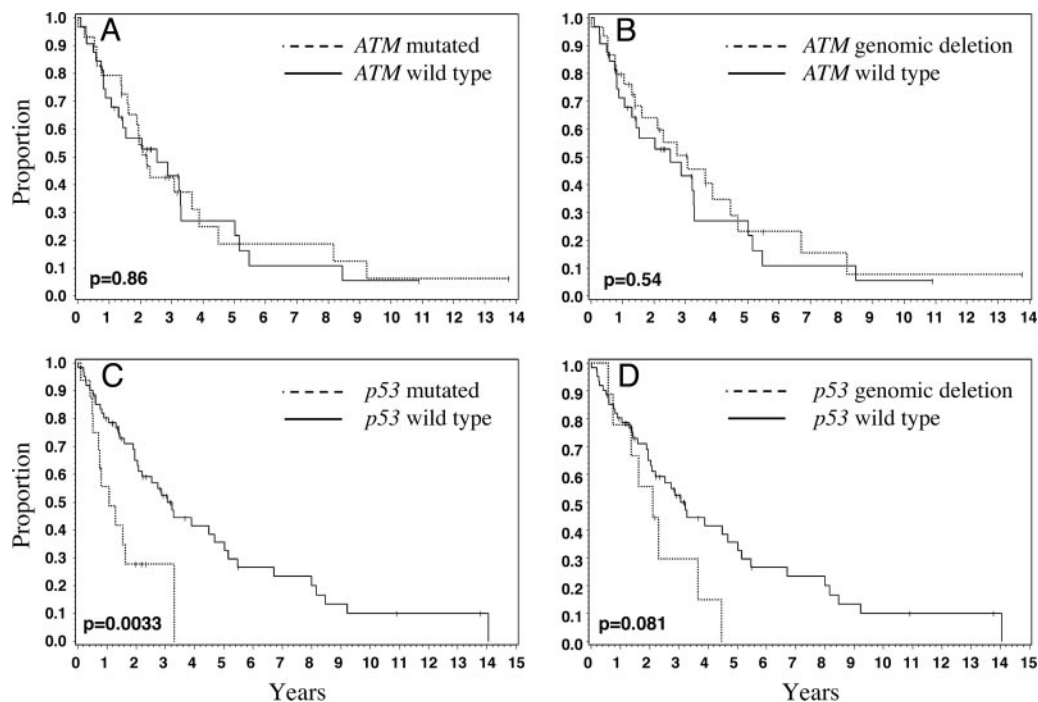 A
ATM mutated
ATM wild type
Proportion
1.0
0.9
0.8
0.7
0.6
0.5
0.4
0.3
0.2
0.1
0.0
p=0.86
0 1 2 3 4 5 6 7 8 9 10 11 12 13 14
B
ATM genomic deletion
ATM wild type
1.0
0.9
0.8
0.7
0.6
0.5
0.4
0.3
0.2
0.1
0.0
p=0.54
0 1 2 3 4 5 6 7 8 9 10 11 12 13 14
C
p53 mutated
p53 wild type
Proportion
1.0
0.9
0.8
0.7
0.6
0.5
0.4
0.3
0.2
0.1
0.0
p=0.0033
0 1 2 3 4 5 6 7 8 9 10 11 12 13 14 15
Years
D
p53 genomic deletion
p53 wild type
1.0
0.9
0.8
0.7
0.6
0.5
0.4
0.3
0.2
0.1
0.0
p=0.081
0 1 2 3 4 5 6 7 8 9 10 11 12 13 14 15
Years